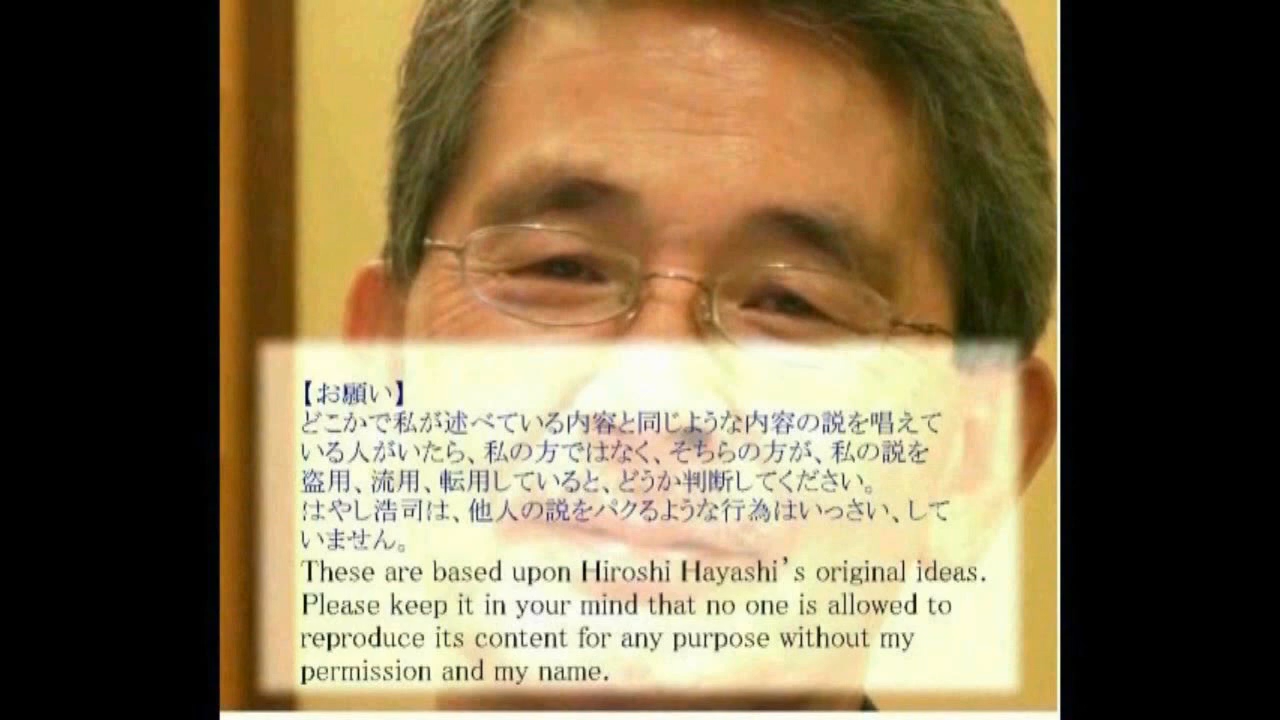 【お願い】
どこかで私が述べている内容と同じような内容の説を唱えて
いる人がいたら、私の方ではなく、そちらの方が、私の説を
盗用、流用、転用していると、どうか判断してください。
はやし浩司は、他人の説をパクるような行為はいっさい、して
いません。
These are based upon Hiroshi Hayashi's original ideas.
Please keep it in your mind that no one is allowed to
reproduce its content for any purpose without my
permission and my name.